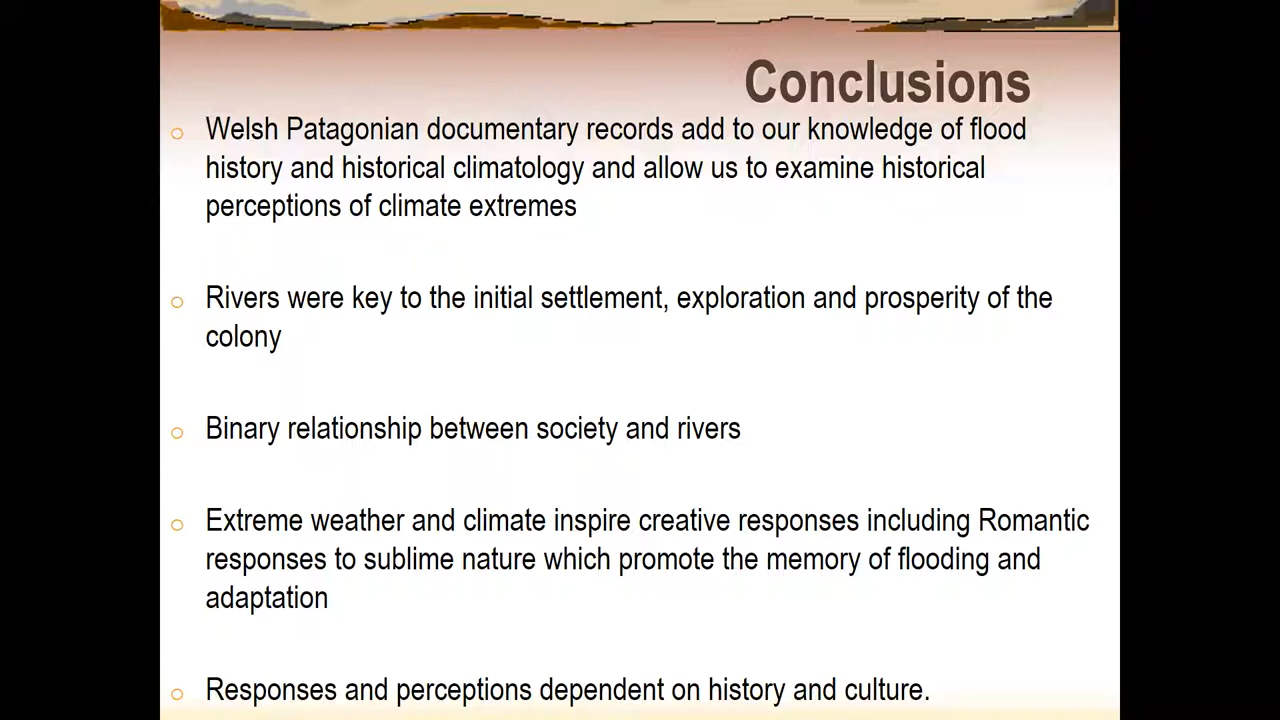 Conclusions
Welsh Patagonian documentary records add to our knowledge of flood
history and historical climatology and allow us to examine historical
perceptions of climate extremes
Rivers were key to the initial settlement, exploration and prosperity of the
colony
Binary relationship between society and rivers
Extreme weather and climate inspire creative responses including Romantic
responses to sublime nature which promote the memory of flooding and
adaptation
Responses and perceptions dependent on history and culture.